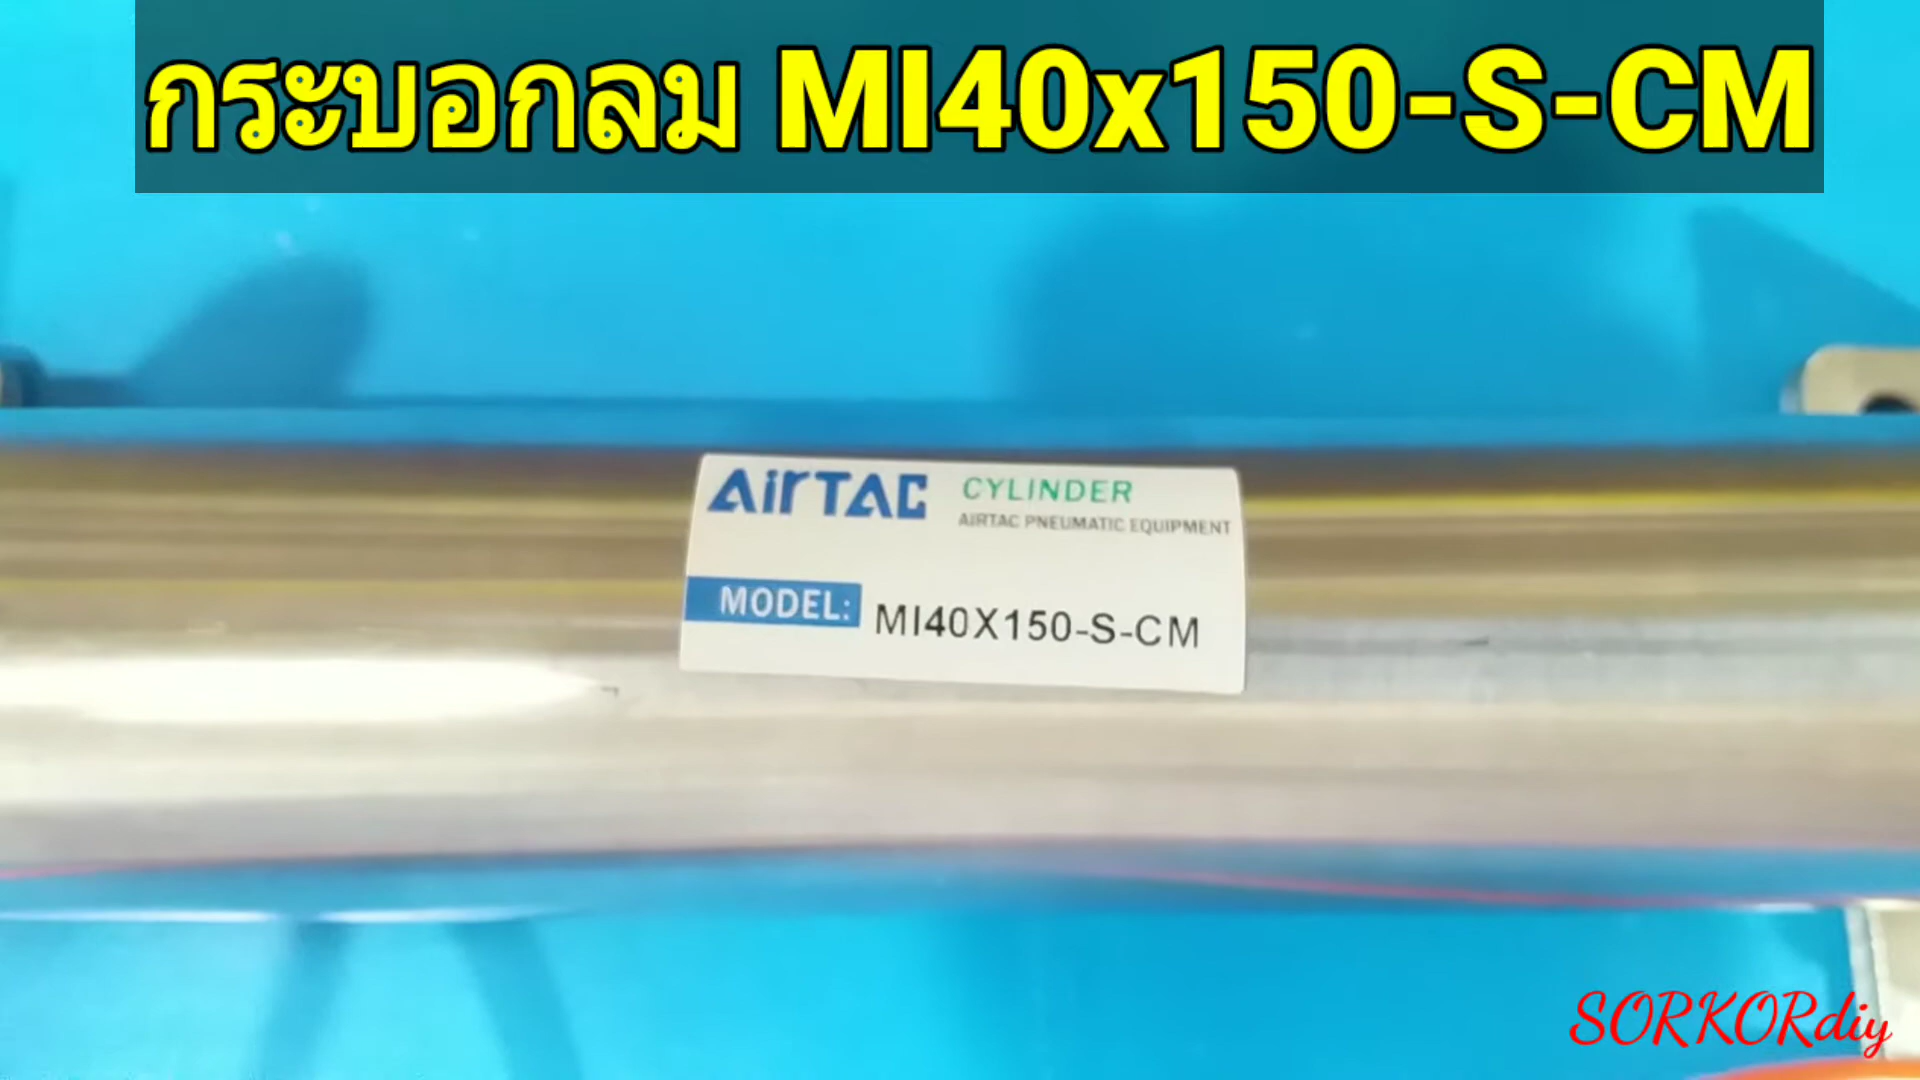 กระบอกลม MI40x150-S-CM
AirTAC CYLINDER
AIRTAC PNEUMATIC EQUIPMENT
MODEL: MI40X150-S-CM
SORKORdiy